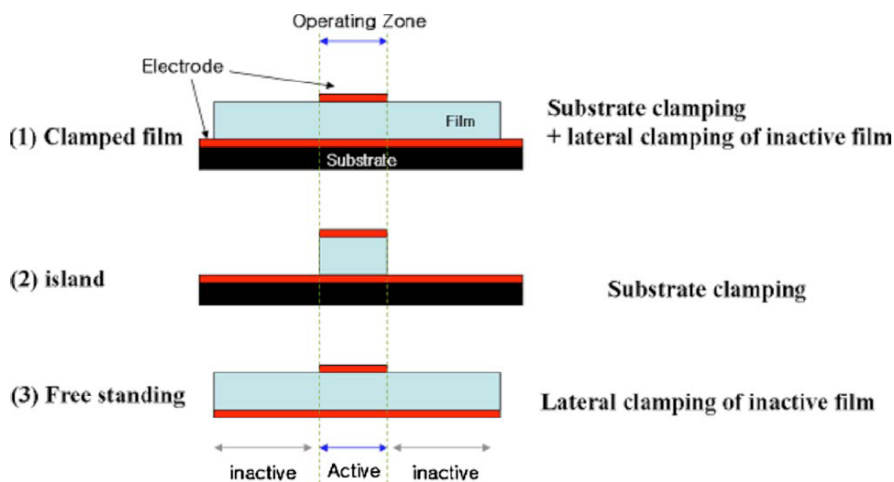 Operating Zone
Electrode
(1) Clamped film
Film
Substrate
Substrate clamping
+ lateral clamping of inactive film
(2) island
Substrate clamping
(3) Free standing
Lateral clamping of inactive film
inactive
Active
inactive